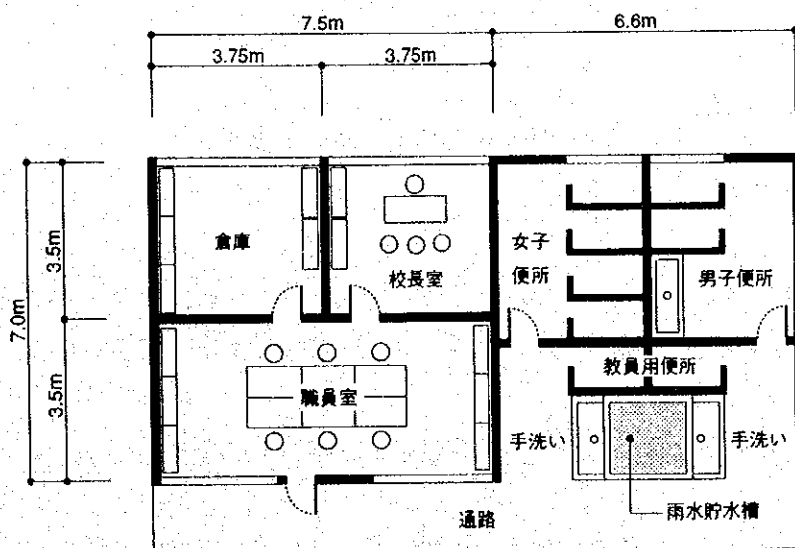 7.5m
6.6m
3.75m
3.75m
7.0m
3.5m
3.5m
倉庫
校長室
女子
便所
男子便所
職員室
教員用便所
手洗い
手洗い
雨水貯水槽
通路